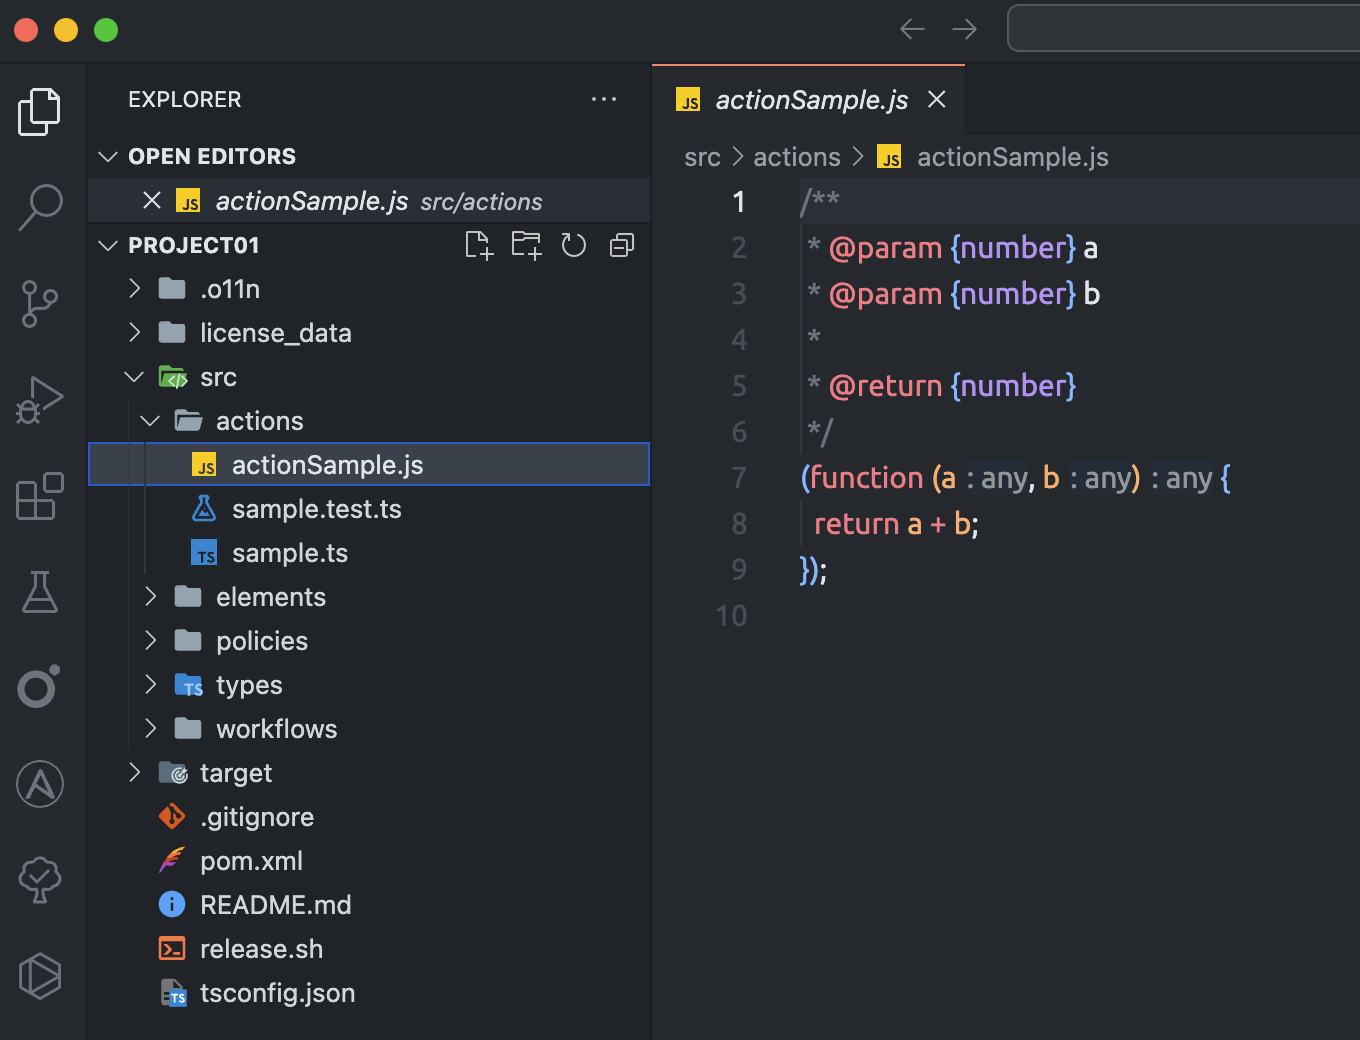 EXPLORER
OPEN EDITORS
JS actionSample.js src/actions
PROJECT01
.o11n
license_data
src
actions
JS actionSample.js
sample.test.ts
TS sample.ts
elements
policies
TS types
workflows
target
.gitignore
pom.xml
README.md
release.sh
TS tsconfig.json
JS actionSample.js
src > actions > JS actionSample.js
1 /**
2 * @param {number} a
3 * @param {number} b
4 *
5 * @return {number}
6 */
7 (function (a : any, b : any) : any {
8 return a + b;
9 });
10